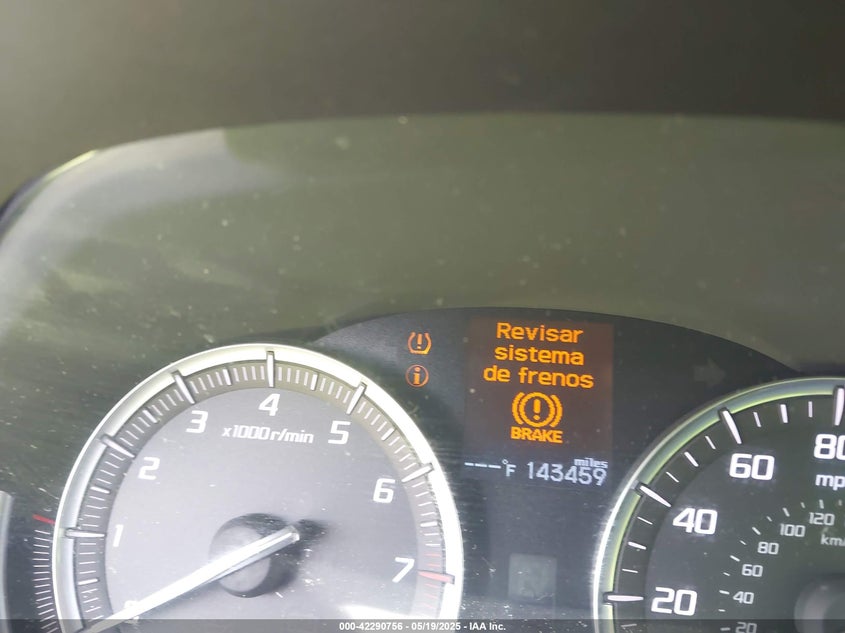 Revisar
sistema
de frenos
BRAKE
miles
---°F 143459
x1000r/min
1
2
3
4
5
6
7
20
40
60
80
mp
20
40
60
80
100
120
km/
000-42290756 - 05/19/2025 - IAA Inc.